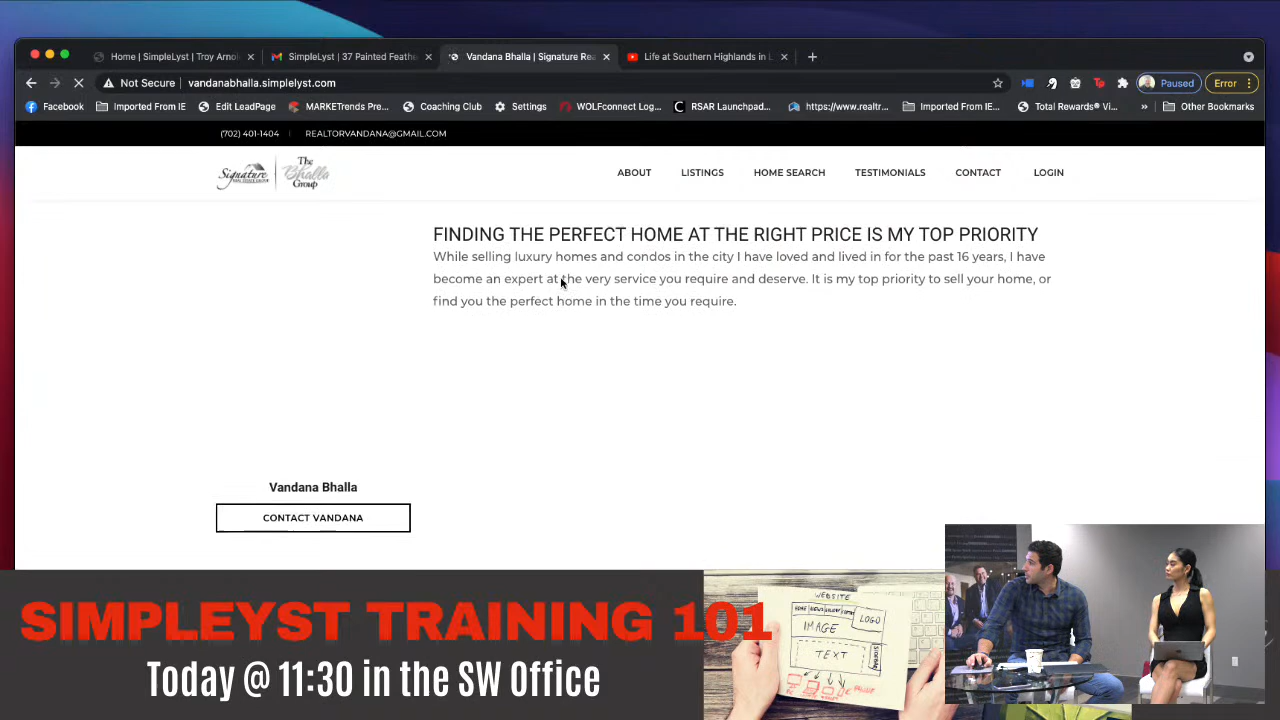 Home | SimpleLyst | Troy Arnol
SimpleLyst | 37 Painted Feathe
Vandana Bhalla | Signature Rea
Life at Southern Highlands in L
Not Secure
vandanabhalla.simplelyst.com
Paused
Error
Facebook
Imported From IE
Edit LeadPage
MARKETrends Pre...
Coaching Club
Settings
WOLFconnect Log...
RSAR Launchpad...
https://www.realtr...
Imported From IE...
Total Rewards® Vi...
»
Other Bookmarks
(702) 401-1404
REALTORVANDANA@GMAIL.COM
Signature
The
Bhalla
Group
ABOUT
LISTINGS
HOME SEARCH
TESTIMONIALS
CONTACT
LOGIN
FINDING THE PERFECT HOME AT THE RIGHT PRICE IS MY TOP PRIORITY
While selling luxury homes and condos in the city I have loved and lived in for the past 16 years, I have
become an expert at the very service you require and deserve. It is my top priority to sell your home, or
find you the perfect home in the time you require.
Vandana Bhalla
CONTACT VANDANA
SIMPLEYST TRAINING 101
Today @ 11:30 in the SW Office
WEBSITE
LOGO
IMAGE
TEXT